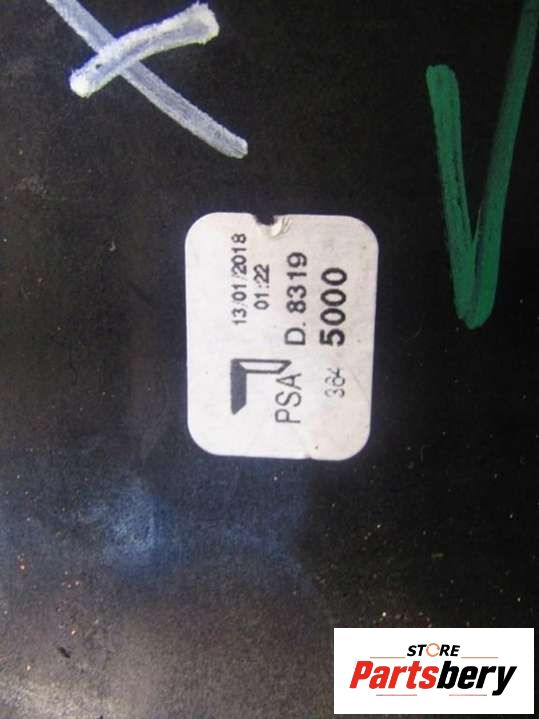 13/01/2018
01:22
D. 8319
5000
PSA
364
STORE
Partsbery